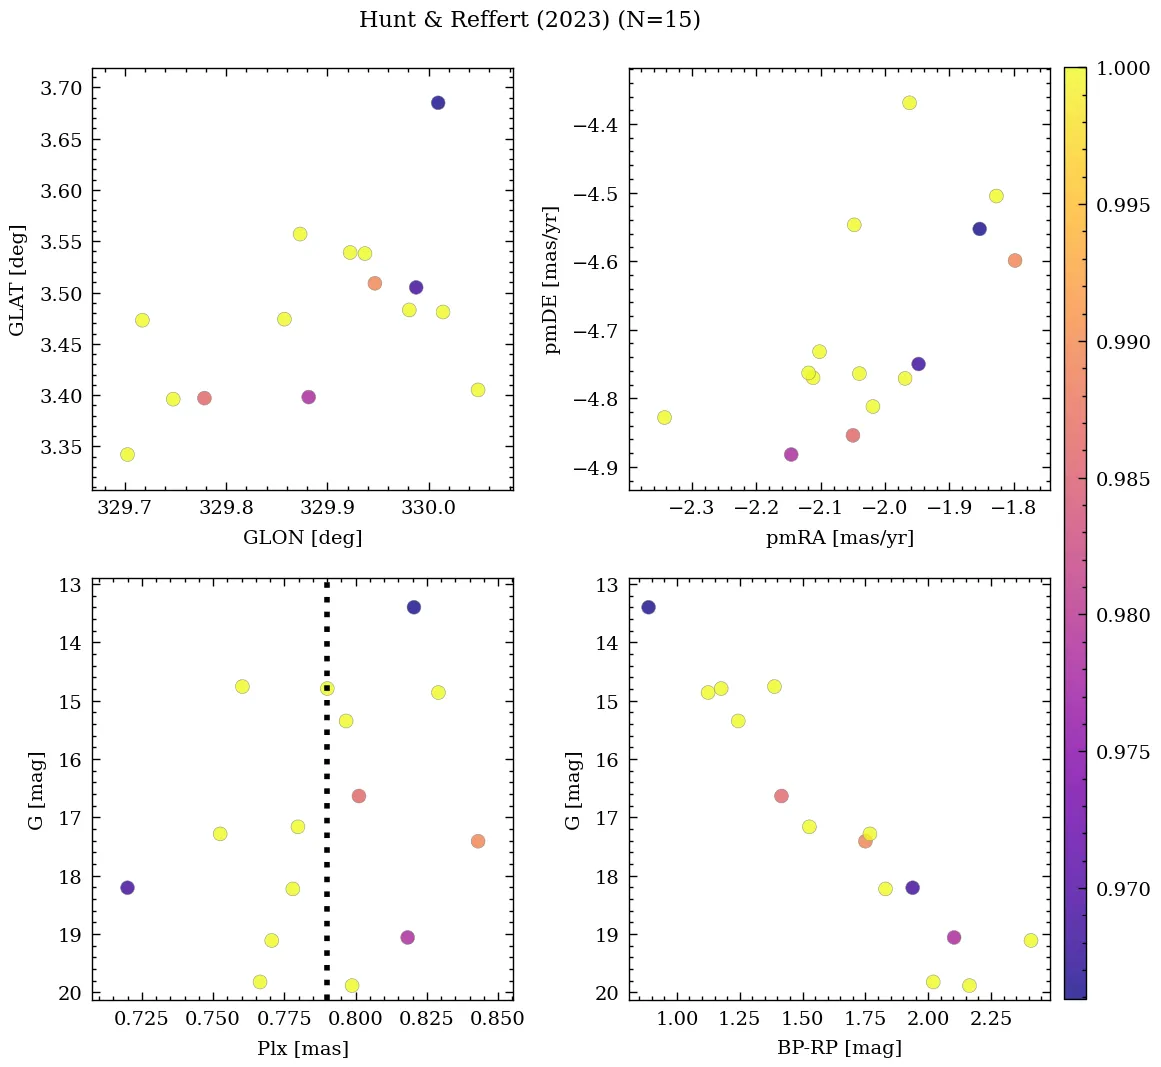 Hunt & Reffert (2023) (N=15)
3.70
3.65
3.60
3.55
3.50
3.45
3.40
3.35
GLAT [deg]
329.7 329.8 329.9 330.0
GLON [deg]
−4.4
−4.5
−4.6
−4.7
−4.8
−4.9
pmDE [mas/yr]
−2.3 −2.2 −2.1 −2.0 −1.9 −1.8
pmRA [mas/yr]
13
14
15
16
17
18
19
20
G [mag]
0.725 0.750 0.775 0.800 0.825 0.850
Plx [mas]
13
14
15
16
17
18
19
20
G [mag]
1.00 1.25 1.50 1.75 2.00 2.25
BP-RP [mag]
1.000
0.995
0.990
0.985
0.980
0.975
0.970